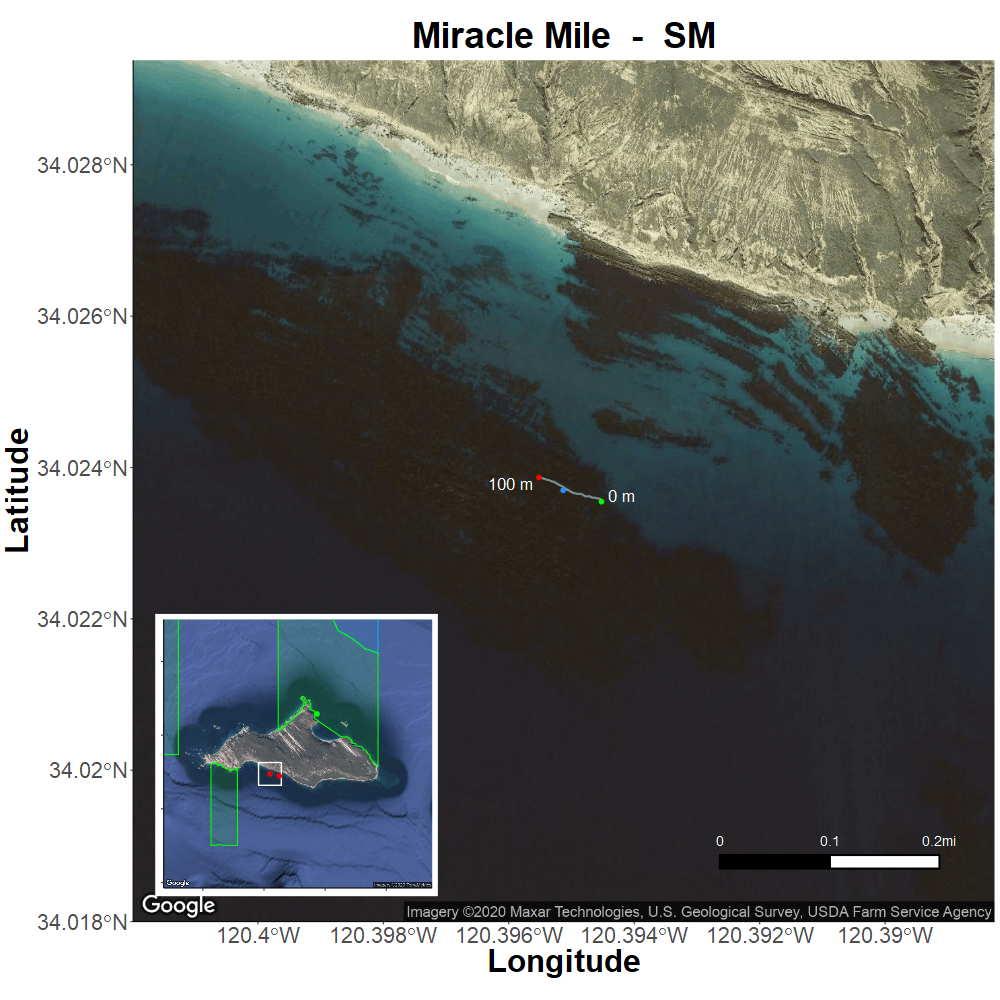 Miracle Mile - SM
34.028°N
34.026°N
34.024°N
34.022°N
34.02°N
34.018°N
Latitude
100 m
0 m
0 0.1 0.2mi
Google
Google
Imagery ©2020 Maxar Technologies, U.S. Geological Survey, USDA Farm Service Agency
120.4°W 120.398°W 120.396°W 120.394°W 120.392°W 120.39°W
Longitude